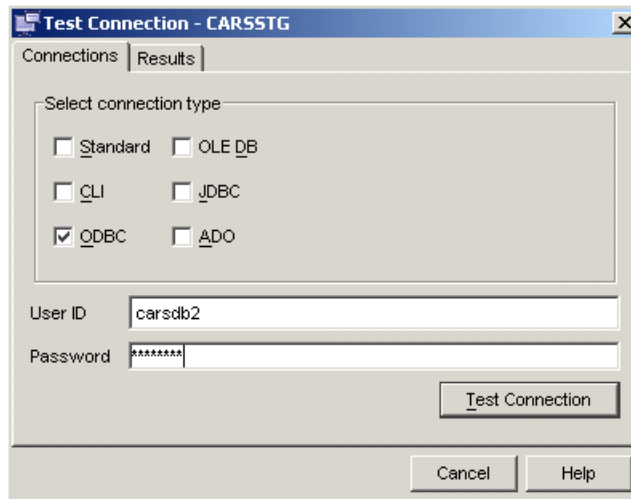 Test Connection - CARSSTG
Connections Results
Select connection type
Standard OLE DB
CLI JDBC
ODBC ADO
User ID carsdb2
Password ********
Test Connection
Cancel Help